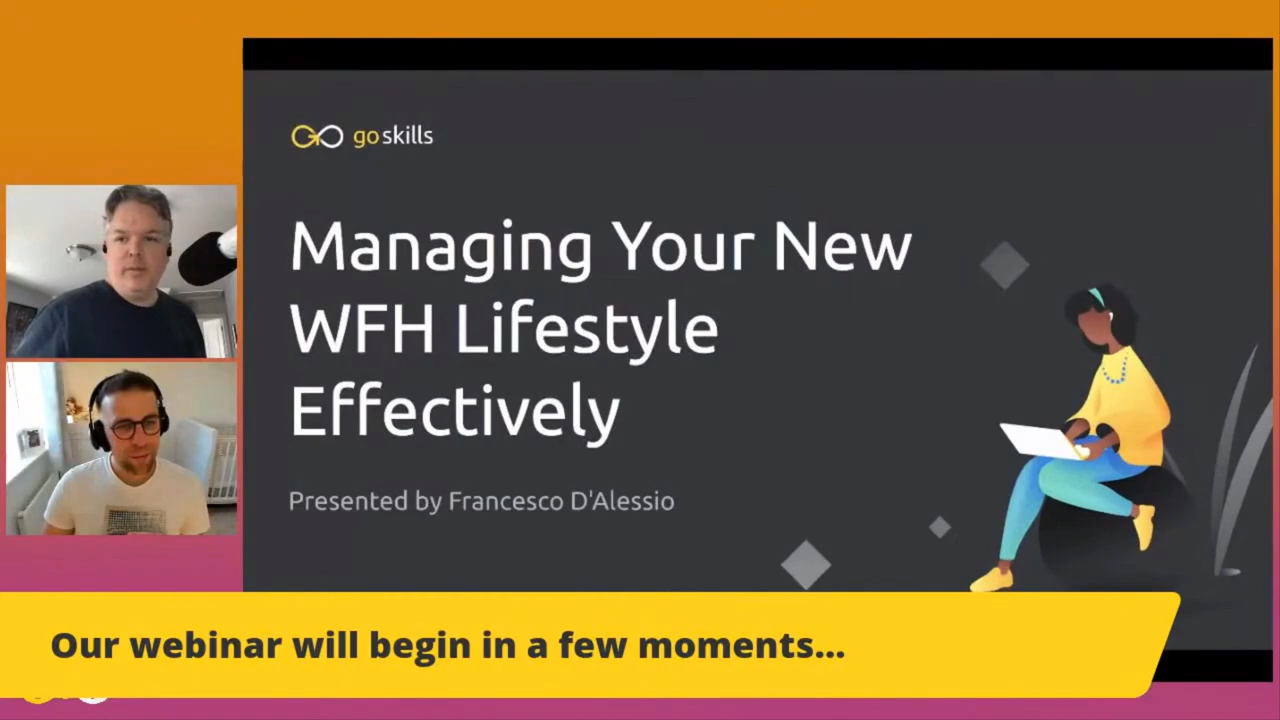 goskills
Managing Your New
WFH Lifestyle
Effectively
Presented by Francesco D'Alessio
Our webinar will begin in a few moments...